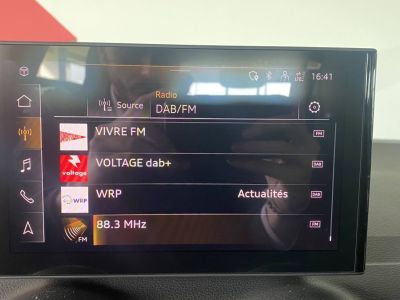 16:41
Radio
Source
DAB/FM
VIVRE FM
FM
voltage
VOLTAGE dab+
DAB
WRP
WRP
Actualités
DAB
FM
88.3 MHz
FM